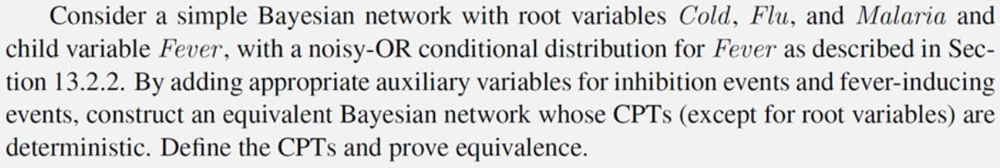 Consider a simple Bayesian network with root variables Cold, Flu, and Malaria and
child variable Fever, with a noisy-OR conditional distribution for Fever as described in Sec-
tion 13.2.2. By adding appropriate auxiliary variables for inhibition events and fever-inducing
events, construct an equivalent Bayesian network whose CPTs (except for root variables) are
deterministic. Define the CPTs and prove equivalence.